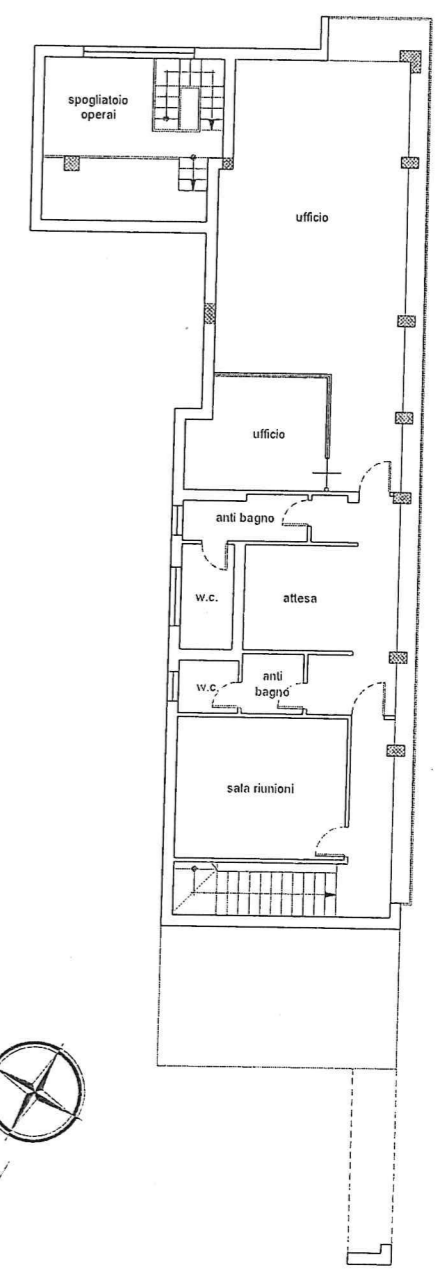 spogliatoio
operai
ufficio
ufficio
anti bagno
w.c.
attesa
anti
bagno
w.c.
sala riunioni